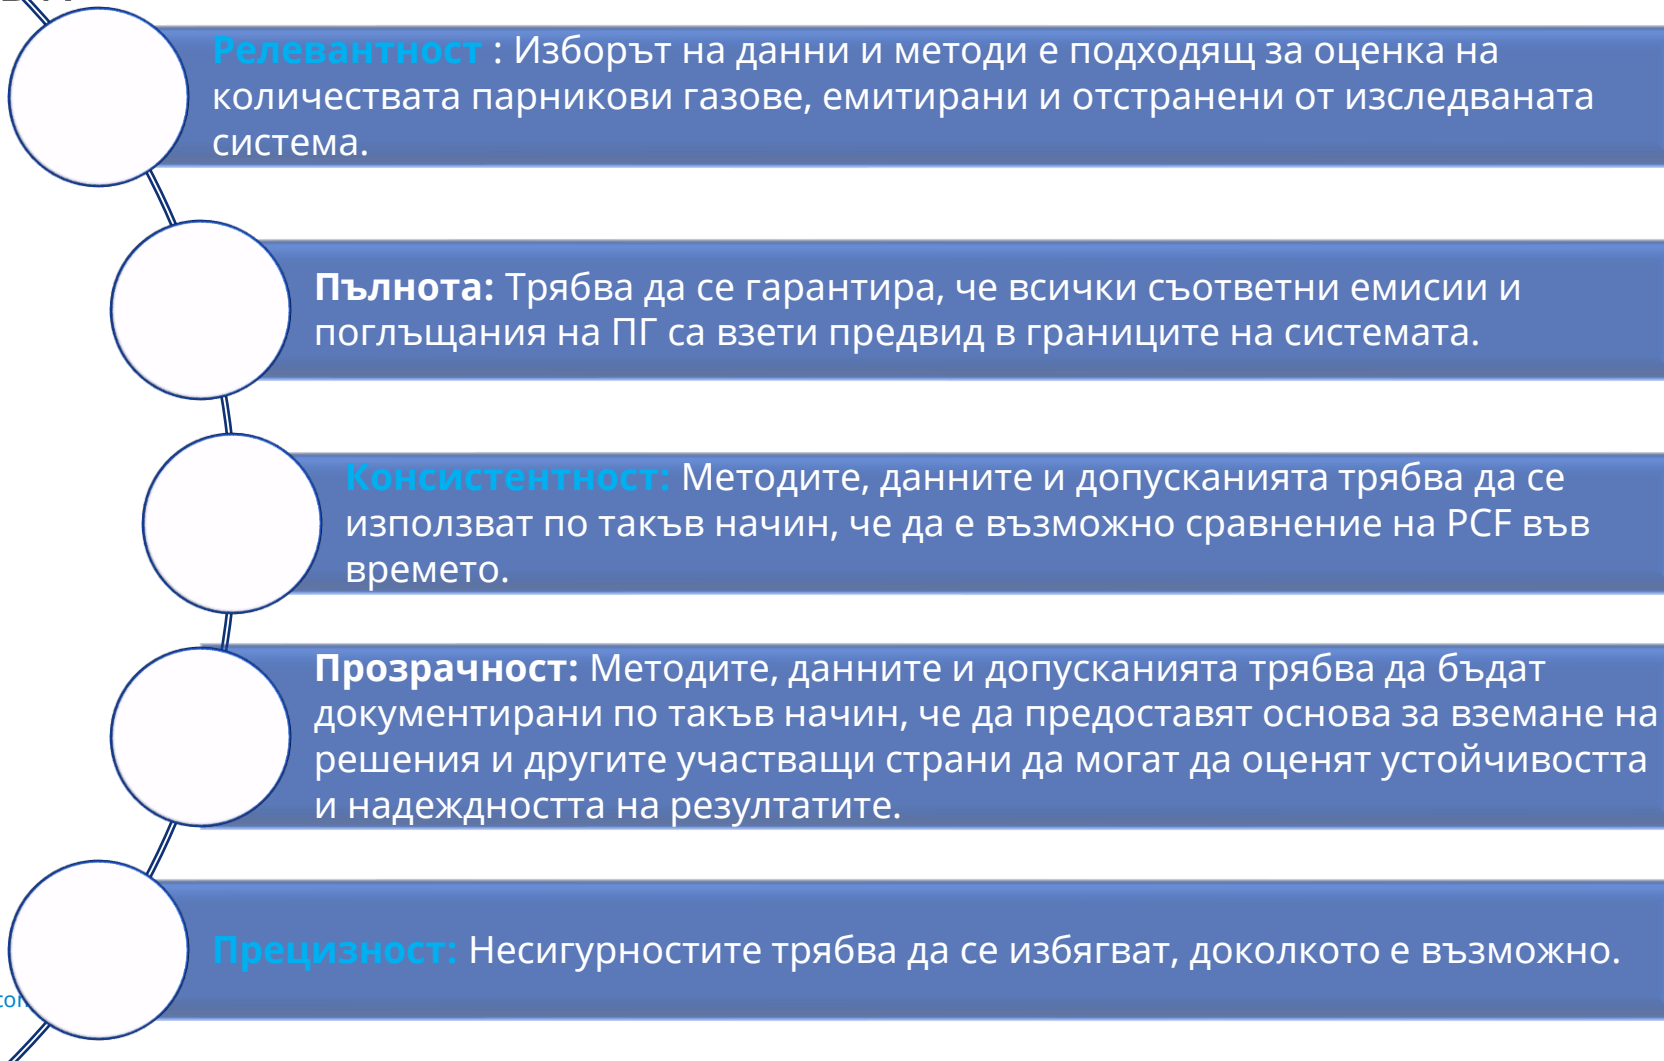 Релевантност : Изборът на данни и методи е подходящ за оценка на
количествата парникови газове, емитирани и отстранени от изследваната
система.
Пълнота: Трябва да се гарантира, че всички съответни емисии и
поглъщания на ПГ са взети предвид в границите на системата.
Консистентност: Методите, данните и допусканията трябва да се
използват по такъв начин, че да е възможно сравнение на PCF във
времето.
Прозрачност: Методите, данните и допусканията трябва да бъдат
документирани по такъв начин, че да предоставят основа за вземане на
решения и другите участващи страни да могат да оценят устойчивостта
и надеждността на резултатите.
Прецизност: Несигурностите трябва да се избягват, доколкото е възможно.